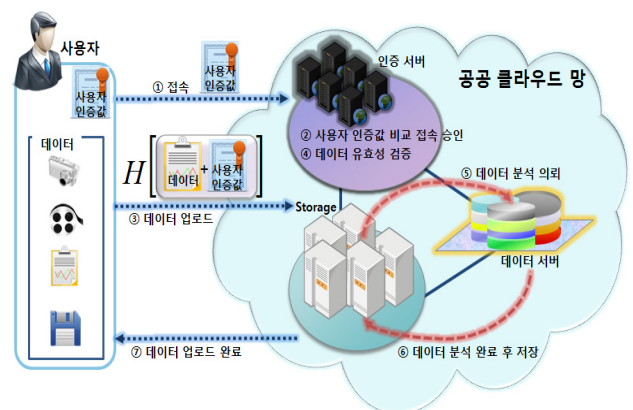 사용자
사용자
인증값
① 접속
사용자
인증값
인증 서버
공공 클라우드 망
② 사용자 인증값 비교 접속 승인
④ 데이터 유효성 검증
데이터
H[데이터+사용자
인증값]
③ 데이터 업로드
Storage
⑤ 데이터 분석 의뢰
데이터 서버
⑥ 데이터 분석 완료 후 저장
⑦ 데이터 업로드 완료